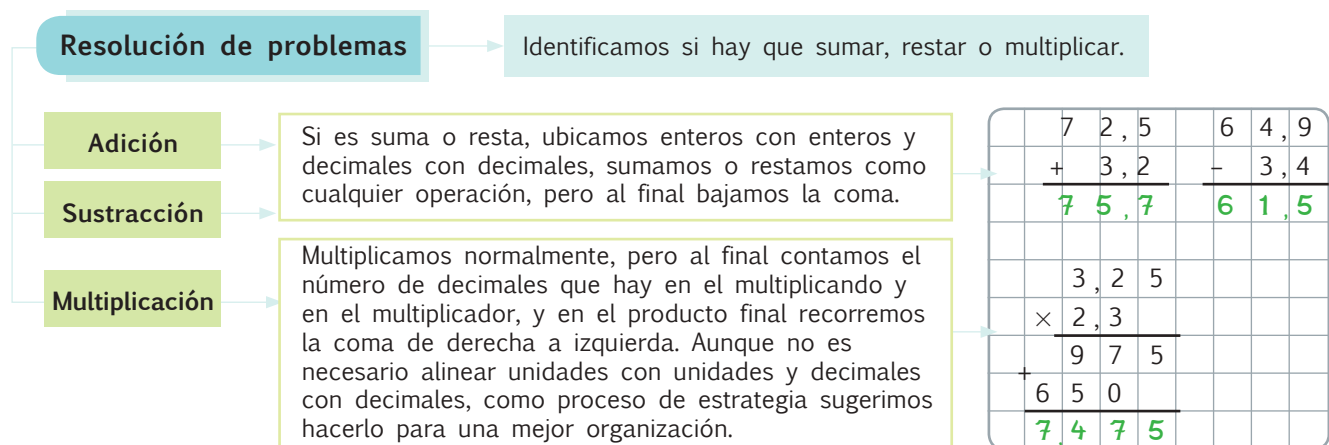 Resolución de problemas
Identificamos si hay que sumar, restar o multiplicar.
Adición
Sustracción
Si es suma o resta, ubicamos enteros con enteros y
decimales con decimales, sumamos o restamos como
cualquier operación, pero al final bajamos la coma.
7 2,5
+ 3,2
7 5,7
6 4,9
– 3,4
6 1,5
Multiplicación
Multiplicamos normalmente, pero al final contamos el
número de decimales que hay en el multiplicando y
en el multiplicador, y en el producto final recorremos
la coma de derecha a izquierda. Aunque no es
necesario alinear unidades con unidades y decimales
con decimales, como proceso de estrategia sugerimos
hacerlo para una mejor organización.
3,2 5
× 2,3
9 7 5
+
6 5 0
7,4 7 5